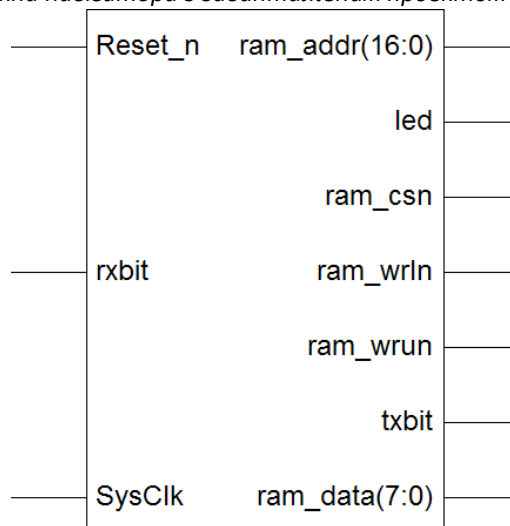 Reset_n ram_addr(16:0)
led
ram_csn
rxbit ram_wrln
ram_wrun
txbit
SysClk ram_data(7:0)